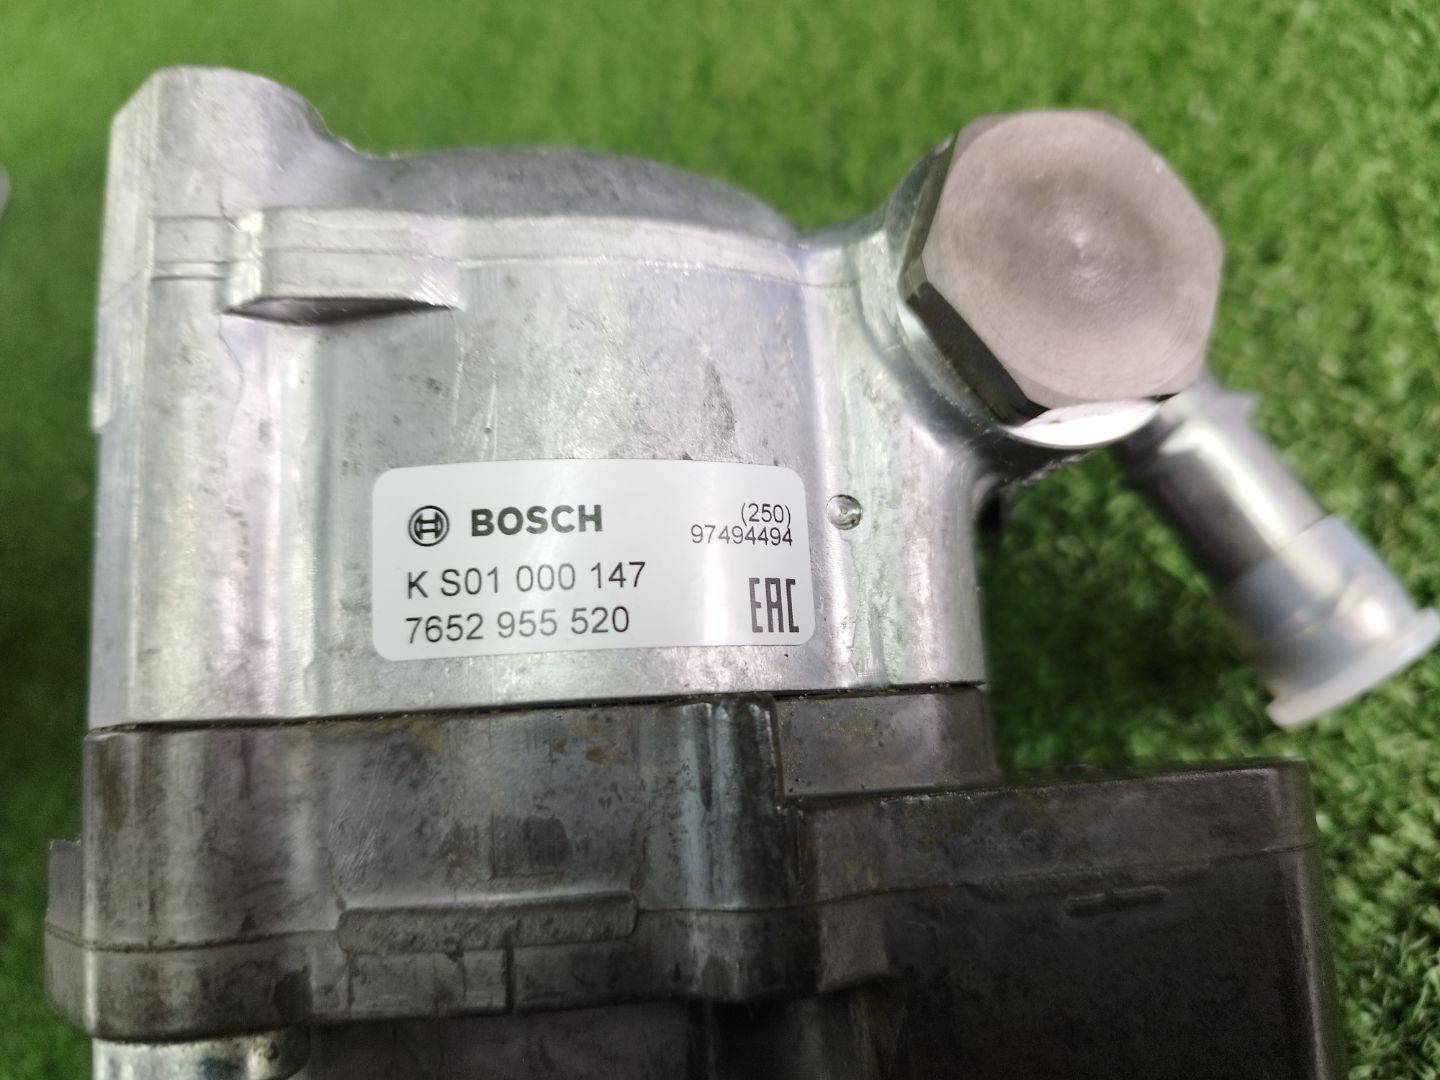 BOSCH
(250)
97494494
K S01 000 147
7652 955 520
EAC